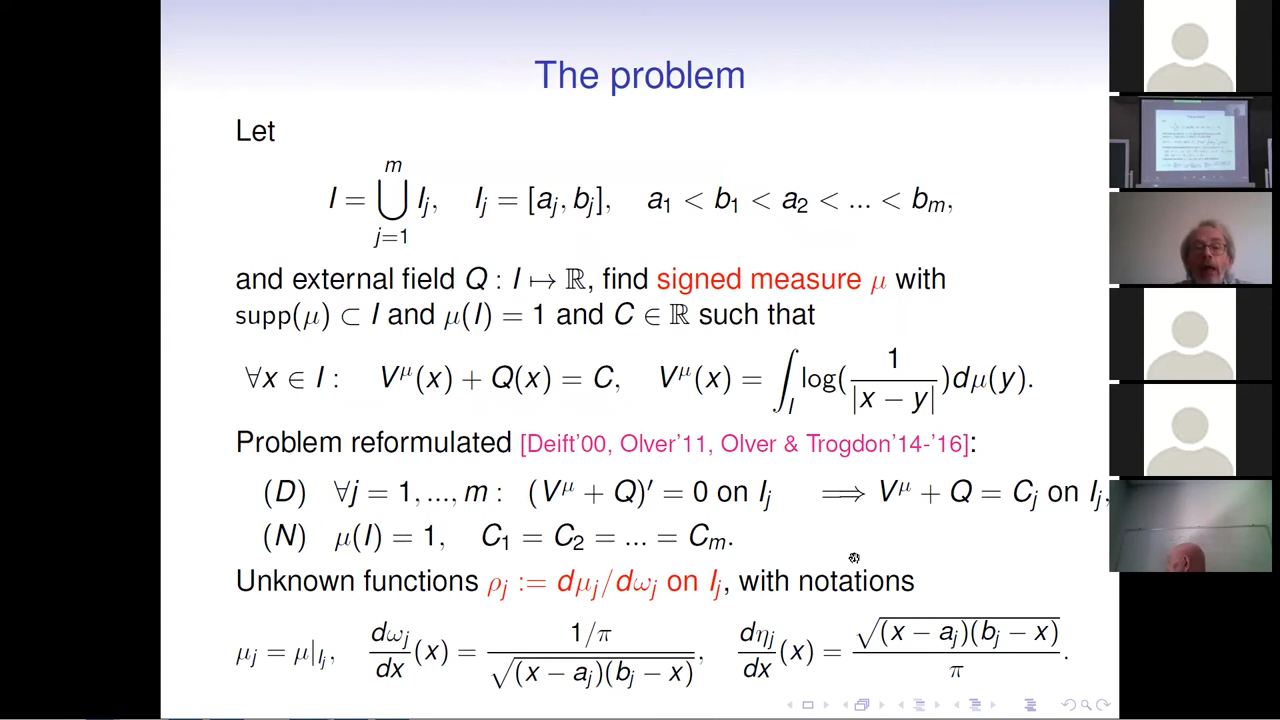 The problem
Let
I = ⋃_{j=1}^{m} I_j, I_j = [a_j, b_j], a_1 < b_1 < a_2 < ... < b_m,
and external field Q : I ↦ ℝ, find signed measure μ with
supp(μ) ⊂ I and μ(I) = 1 and C ∈ ℝ such that
∀x ∈ I : V^μ(x) + Q(x) = C, V^μ(x) = ∫_I log(1/|x − y|)dμ(y).
Problem reformulated [Deift'00, Olver'11, Olver & Trogdon'14-'16]:
(D) ∀j = 1, ..., m : (V^μ + Q)′ = 0 on I_j ⟹ V^μ + Q = C_j on I_j,
(N) μ(I) = 1, C_1 = C_2 = ... = C_m.
Unknown functions ρ_j := dμ_j/dω_j on I_j, with notations
μ_j = μ|_{I_j}, dω_j/dx (x) = (1/π)/√((x − a_j)(b_j − x)), dη_j/dx (x) = √((x − a_j)(b_j − x))/π.